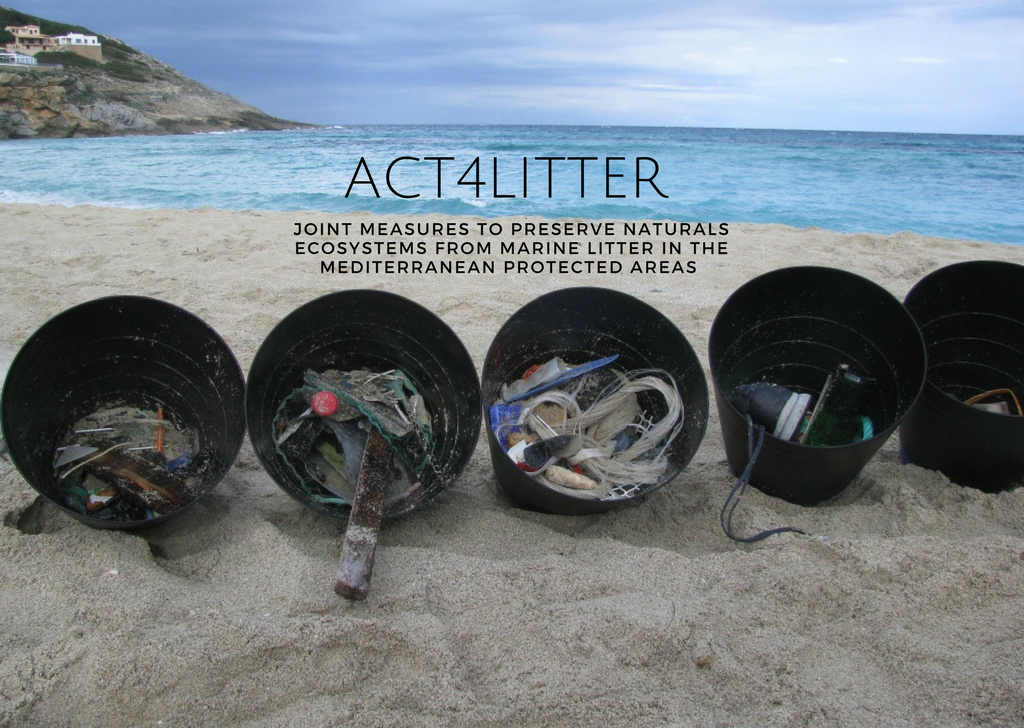 ACT4LITTER
JOINT MEASURES TO PRESERVE NATURALS
ECOSYSTEMS FROM MARINE LITTER IN THE
MEDITERRANEAN PROTECTED AREAS